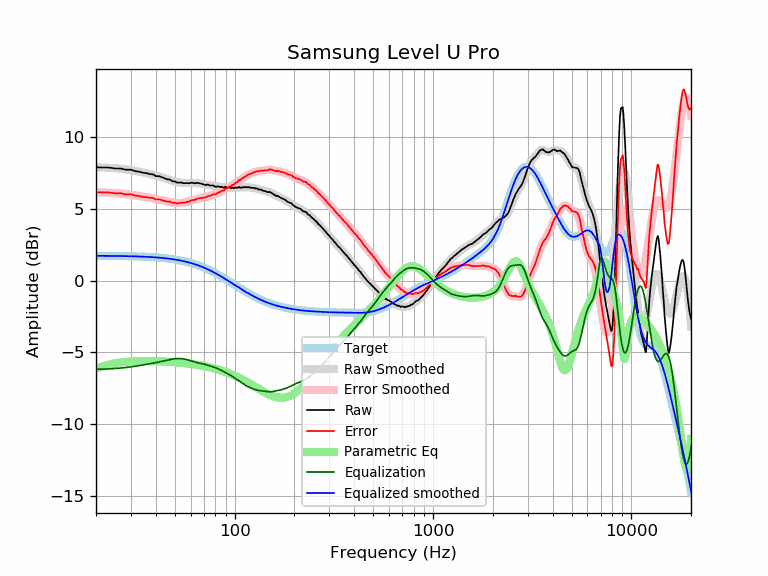 Samsung Level U Pro
Amplitude (dBr)
10
5
0
−5
−10
−15
Target
Raw Smoothed
Error Smoothed
Raw
Error
Parametric Eq
Equalization
Equalized smoothed
100
1000
10000
Frequency (Hz)